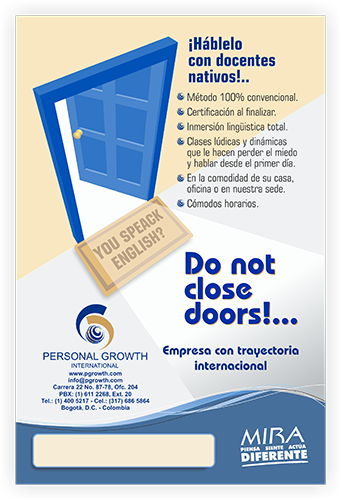 ¡Háblelo
con docentes
nativos!..
Método 100% convencional.
Certificación al finalizar.
Inmersión lingüistica total.
Clases lúdicas y dinámicas
que le hacen perder el miedo
y hablar desde el primer día.
En la comodidad de su casa,
oficina o en nuestra sede.
Cómodos horarios.
YOU SPEACK
ENGLISH?
Do not
close
doors!...
PERSONAL GROWTH
INTERNATIONAL
www.pgrowth.com
info@pgrowth.com
Carrera 22 No. 87-78, Ofc. 204
PBX: (1) 611 2268, Ext. 20
Tel.: (1) 400 5217 - Cel.: (317) 686 5864
Bogotá, D.C. - Colombia
Empresa con trayectoria
internacional
MIRA
PIENSA SIENTE ACTÚA
DIFERENTE